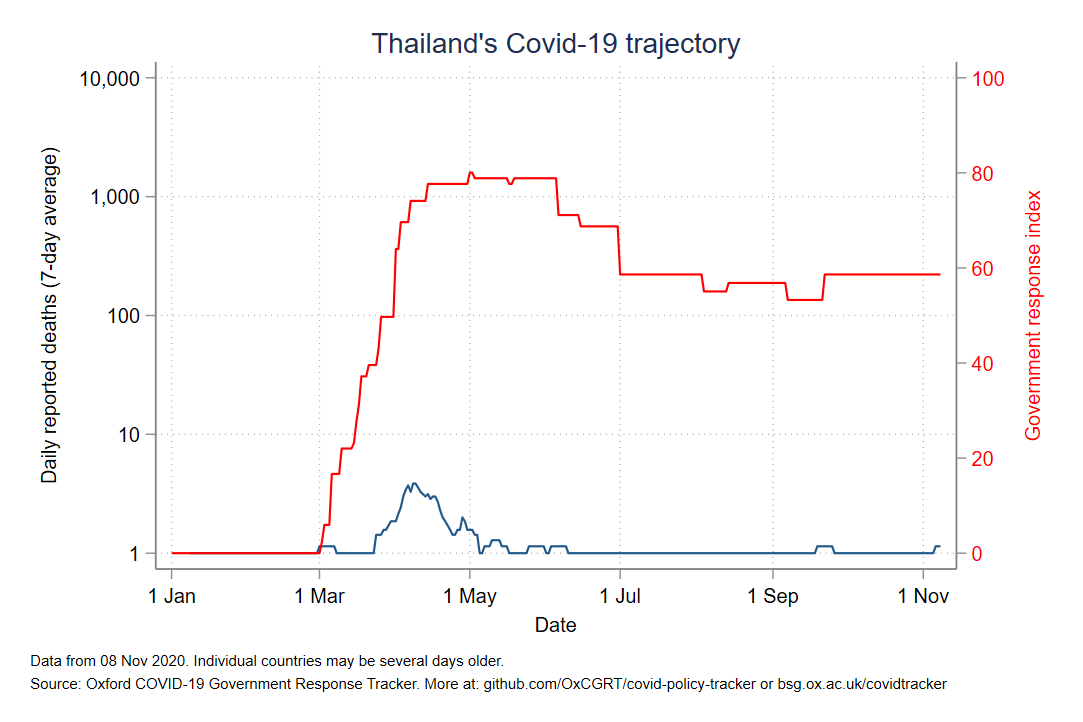 Thailand's Covid-19 trajectory
Daily reported deaths (7-day average)
10,000
1,000
100
10
1
100
80
60
40
20
0
Government response index
1 Jan
1 Mar
1 May
1 Jul
1 Sep
1 Nov
Date
Data from 08 Nov 2020. Individual countries may be several days older.
Source: Oxford COVID-19 Government Response Tracker. More at: github.com/OxCGRT/covid-policy-tracker or bsg.ox.ac.uk/covidtracker